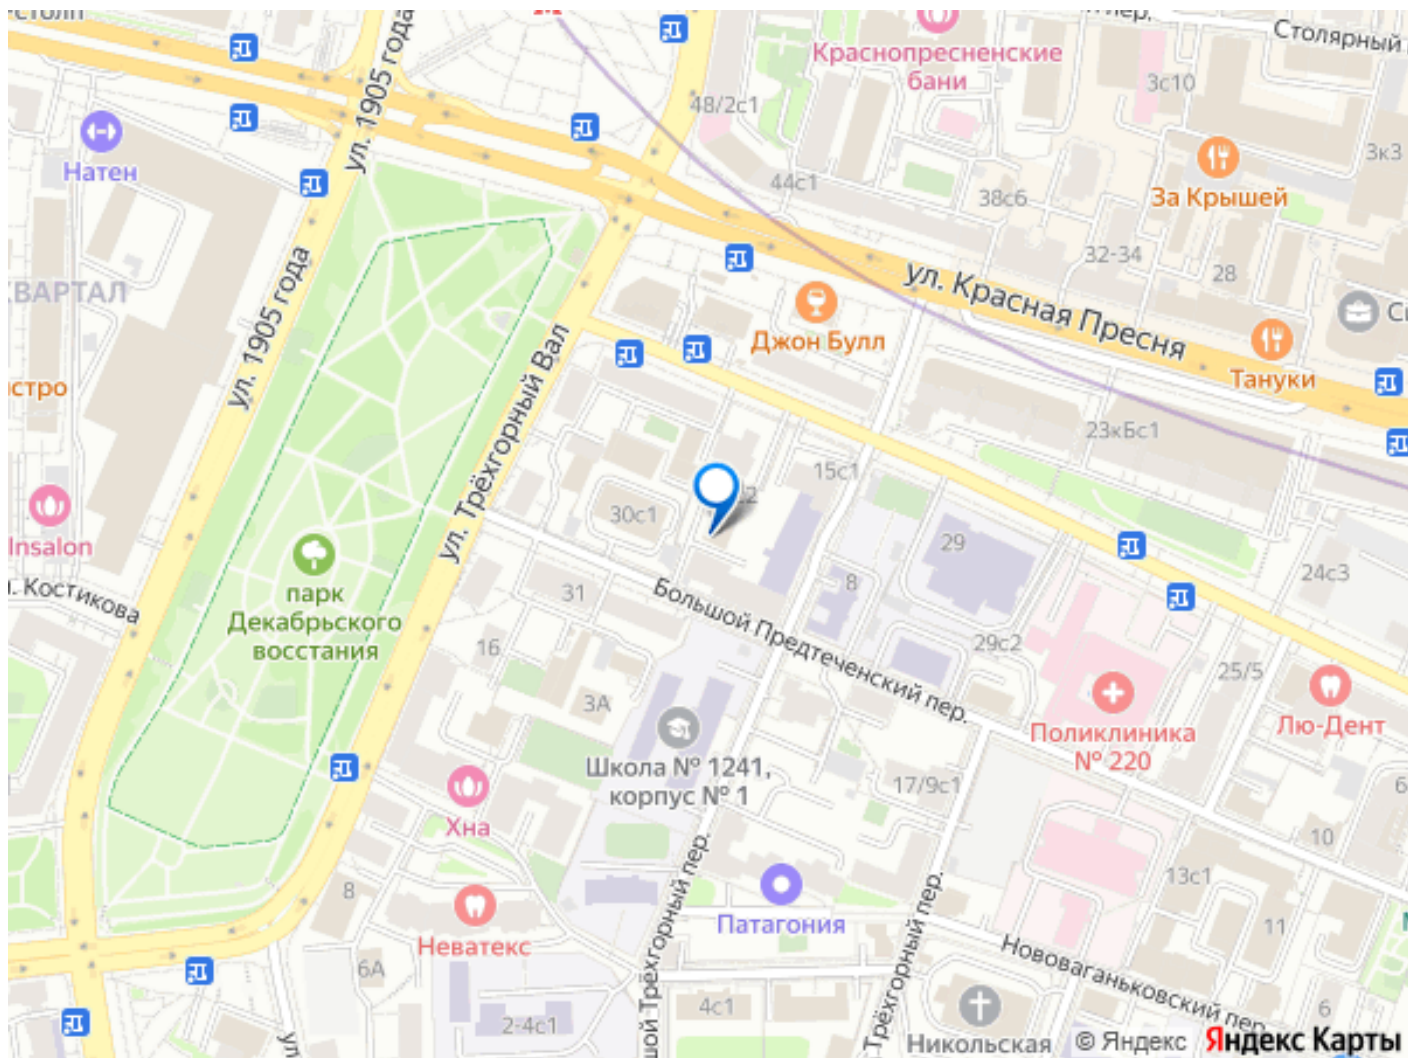 ул. 1905 года
48/2с1
Краснопресненские
бани
3с10
Столярный
3к3
Натен
44с1
38с6
За Крышей
КВАРТАЛ
ул. 1905 года
32-34
28
ул. Красная Пресня
Джон Булл
Тануки
ул. Трёхгорный Вал
23кБс1
15с1
30с1
29
24с3
Insalon
Костикова
парк
Декабрьского
восстания
31
8
Большой Предтеченский пер.
16
29с2
25/5
3А
Поликлиника
№ 220
Лю-Дент
Школа № 1241,
корпус № 1
17/9с1
Хна
10
8
13с1
Неватекс
Патагония
11
6А
Трёхгорный пер.
Трёхгорный пер.
Нововаганьковский пер.
2-4с1
4с1
6
Никольская
© Яндекс Яндекс Карты